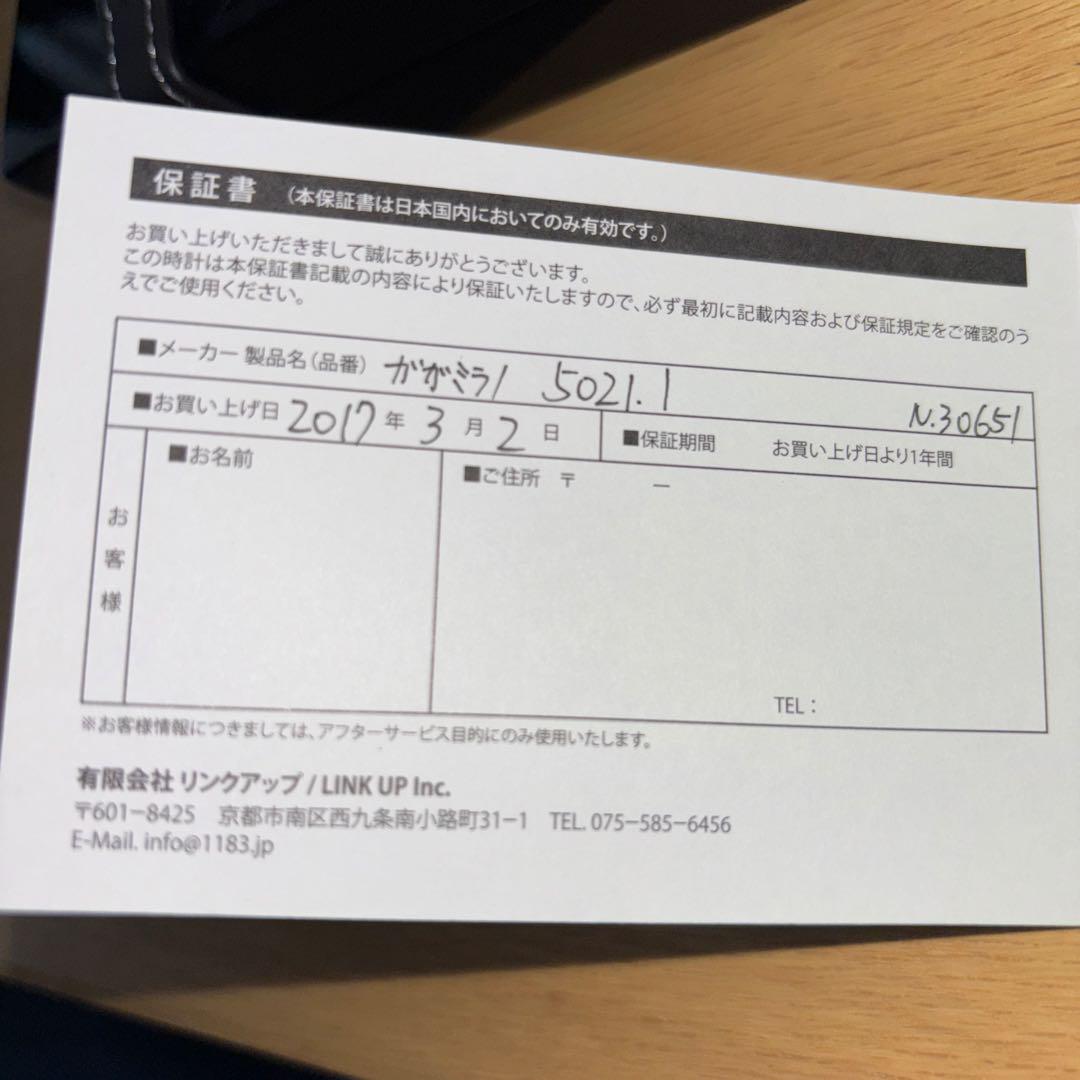 保証書 （本保証書は日本国内においてのみ有効です。）
お買い上げいただきまして誠にありがとうございます。
この時計は本保証書記載の内容により保証いたしますので、必ず最初に記載内容および保証規定をご確認のう
えでご使用ください。
■メーカー 製品名（品番） ガガミラノ 5021.1 N.30651
■お買い上げ日 2017 年 3 月 2 日 ■保証期間 お買い上げ日より1年間
お客様
■お名前
■ご住所 〒 －
TEL：
※お客様情報につきましては、アフターサービス目的にのみ使用いたします。
有限会社 リンクアップ / LINK UP Inc.
〒601−8425 京都市南区西九条南小路町31−1 TEL. 075−585−6456
E-Mail. info@1183.jp